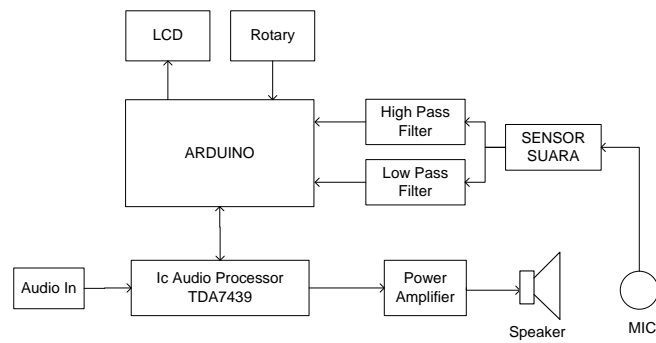 LCD
Rotary
ARDUINO
High Pass
Filter
Low Pass
Filter
SENSOR
SUARA
Audio In
Ic Audio Processor
TDA7439
Power
Amplifier
Speaker
MIC